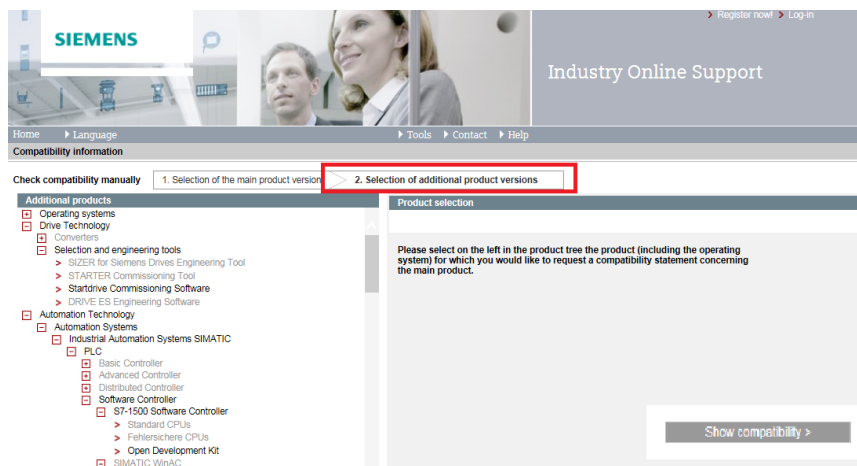 Register now! Log-in
SIEMENS
Industry Online Support
Home Language Tools Contact Help
Compatibility information
Check compatibility manually 1. Selection of the main product version 2. Selection of additional product versions
Additional products
Operating systems
Drive Technology
Converters
Selection and engineering tools
SIZER for Siemens Drives Engineering Tool
STARTER Commissioning Tool
Startdrive Commissioning Software
DRIVE ES Engineering Software
Automation Technology
Automation Systems
Industrial Automation Systems SIMATIC
PLC
Basic Controller
Advanced Controller
Distributed Controller
Software Controller
S7-1500 Software Controller
Standard CPUs
Fehlersichere CPUs
Open Development Kit
SIMATIC WinAC
Product selection
Please select on the left in the product tree the product (including the operating
system) for which you would like to request a compatibility statement concerning
the main product.
Show compatibility >